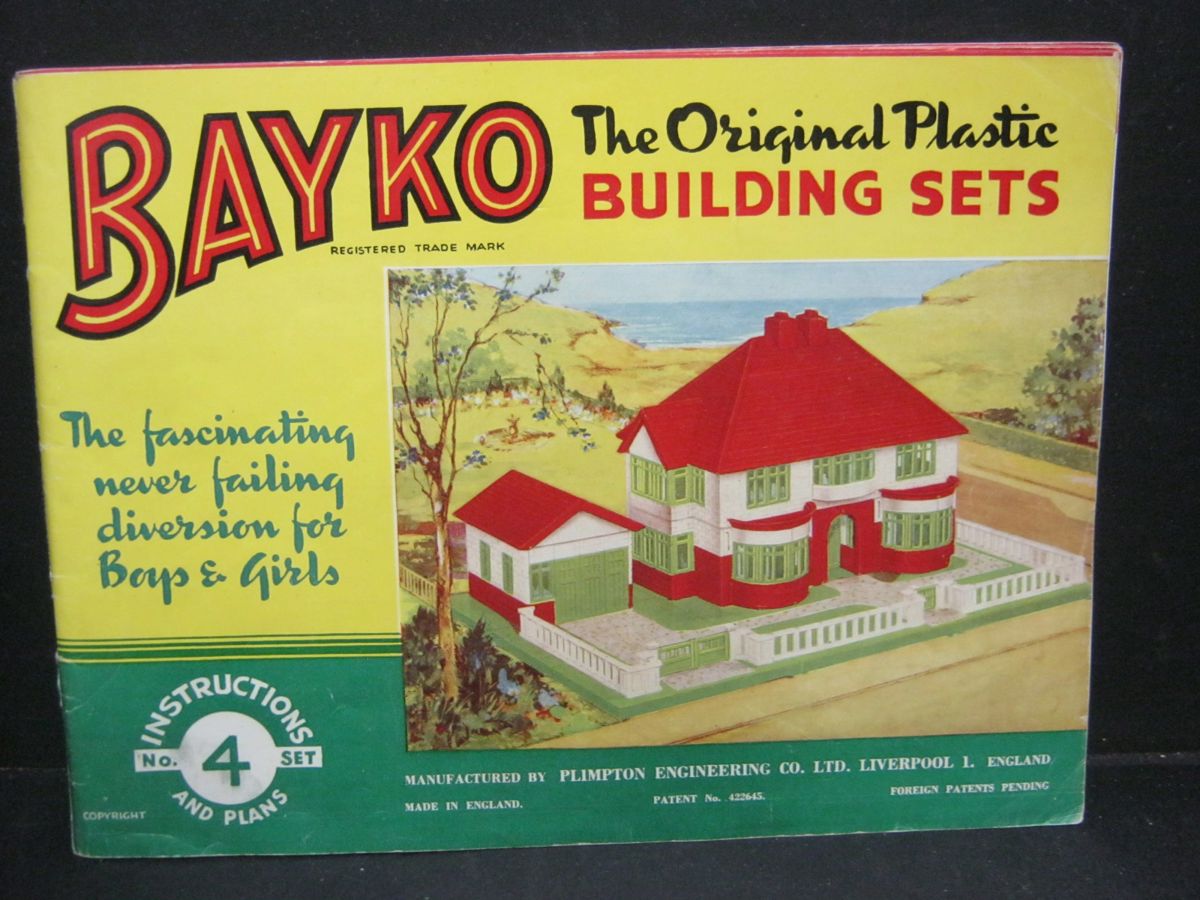 BAYKO
REGISTERED TRADE MARK
The Original Plastic
BUILDING SETS
The fascinating
never failing
diversion for
Boys & Girls
INSTRUCTIONS
No. 4 SET
AND PLANS
COPYRIGHT
MANUFACTURED BY PLIMPTON ENGINEERING CO. LTD. LIVERPOOL 1. ENGLAND
MADE IN ENGLAND.
PATENT No. 422645.
FOREIGN PATENTS PENDING